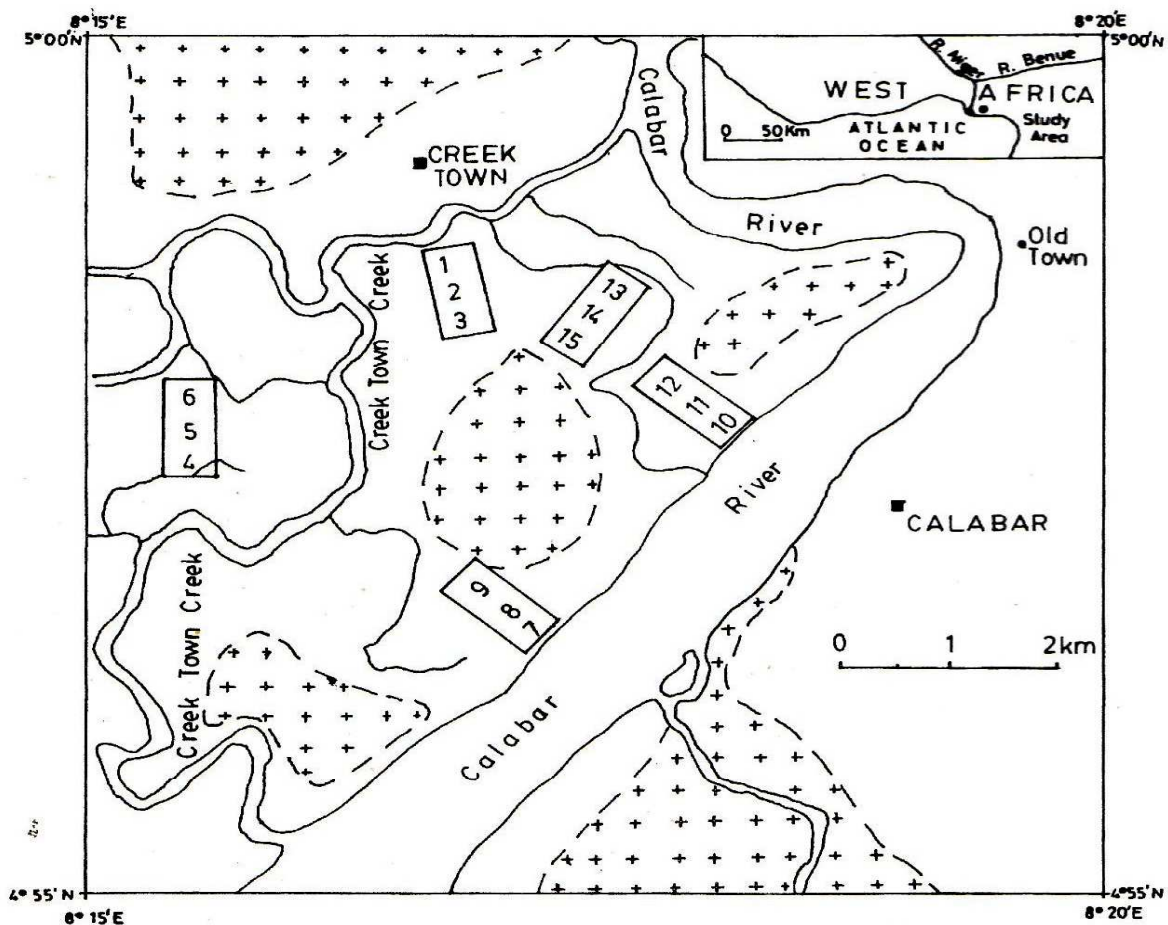 8° 15'E
8° 20'E
5° 00'N
5° 00'N
R. Niger
R. Benue
WEST AFRICA
Study
Area
0 50Km
ATLANTIC
OCEAN
Calabar
River
CREEK
TOWN
Old
Town
Creek Town Creek
1
2
3
13
14
15
12
11
10
6
5
4
River
CALABAR
9
8
7
0 1 2km
Creek Town Creek
Calabar
4° 55'N
4° 55'N
8° 15'E
8° 20'E